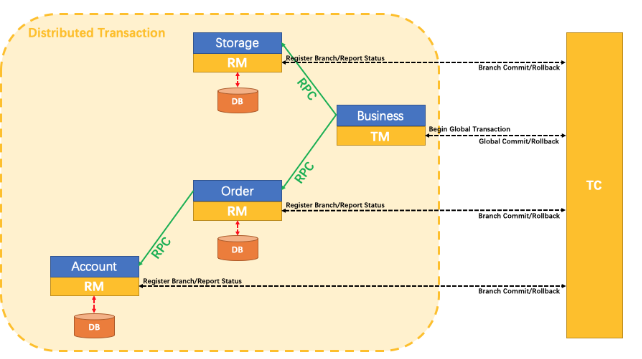 Distributed Transaction
Storage
RM
DB
Register Branch/Report Status
Branch Commit/Rollback
RPC
Business
TM
Begin Global Transaction
Global Commit/Rollback
TC
RPC
Order
RM
DB
Register Branch/Report Status
Branch Commit/Rollback
RPC
Account
RM
DB
Register Branch/Report Status
Branch Commit/Rollback